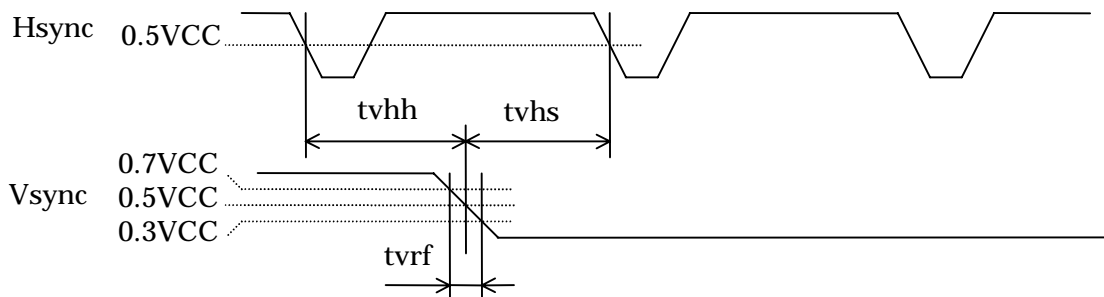 Hsync
0.5VCC
tvhh
tvhs
0.7VCC
Vsync
0.5VCC
0.3VCC
tvrf